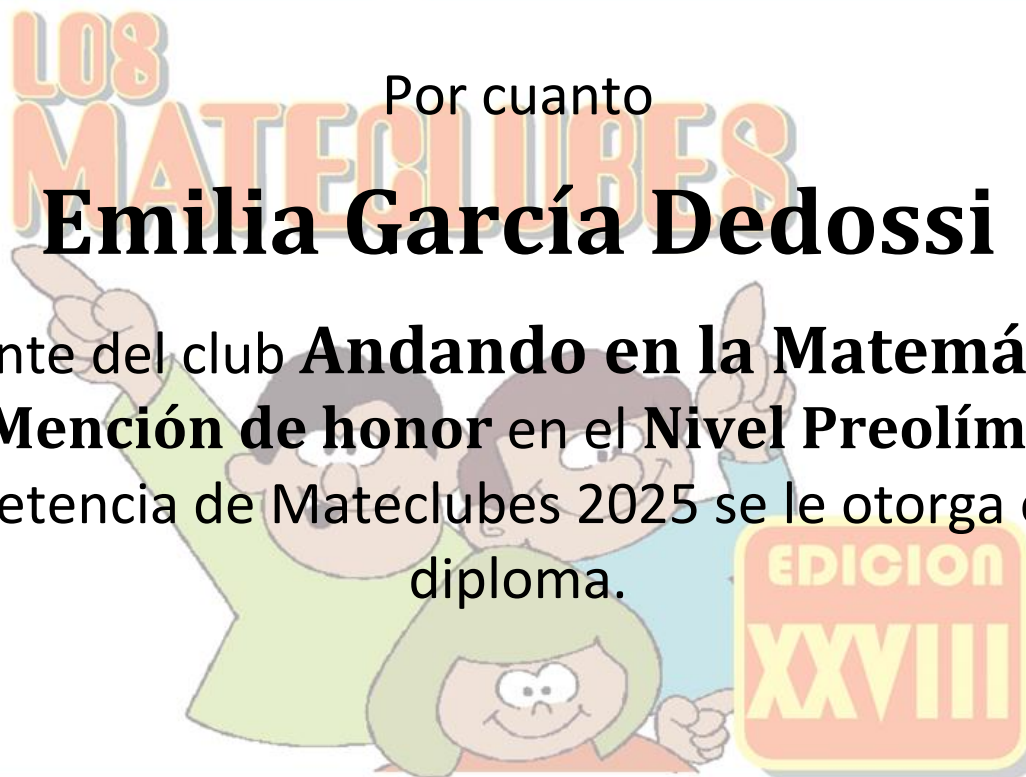 LOS
MATECLUBES
Por cuanto
Emilia García Dedossi
nte del club Andando en la Matemá
Mención de honor en el Nivel Preolím
etencia de Mateclubes 2025 se le otorga
diploma.
EDICION
XXVIII